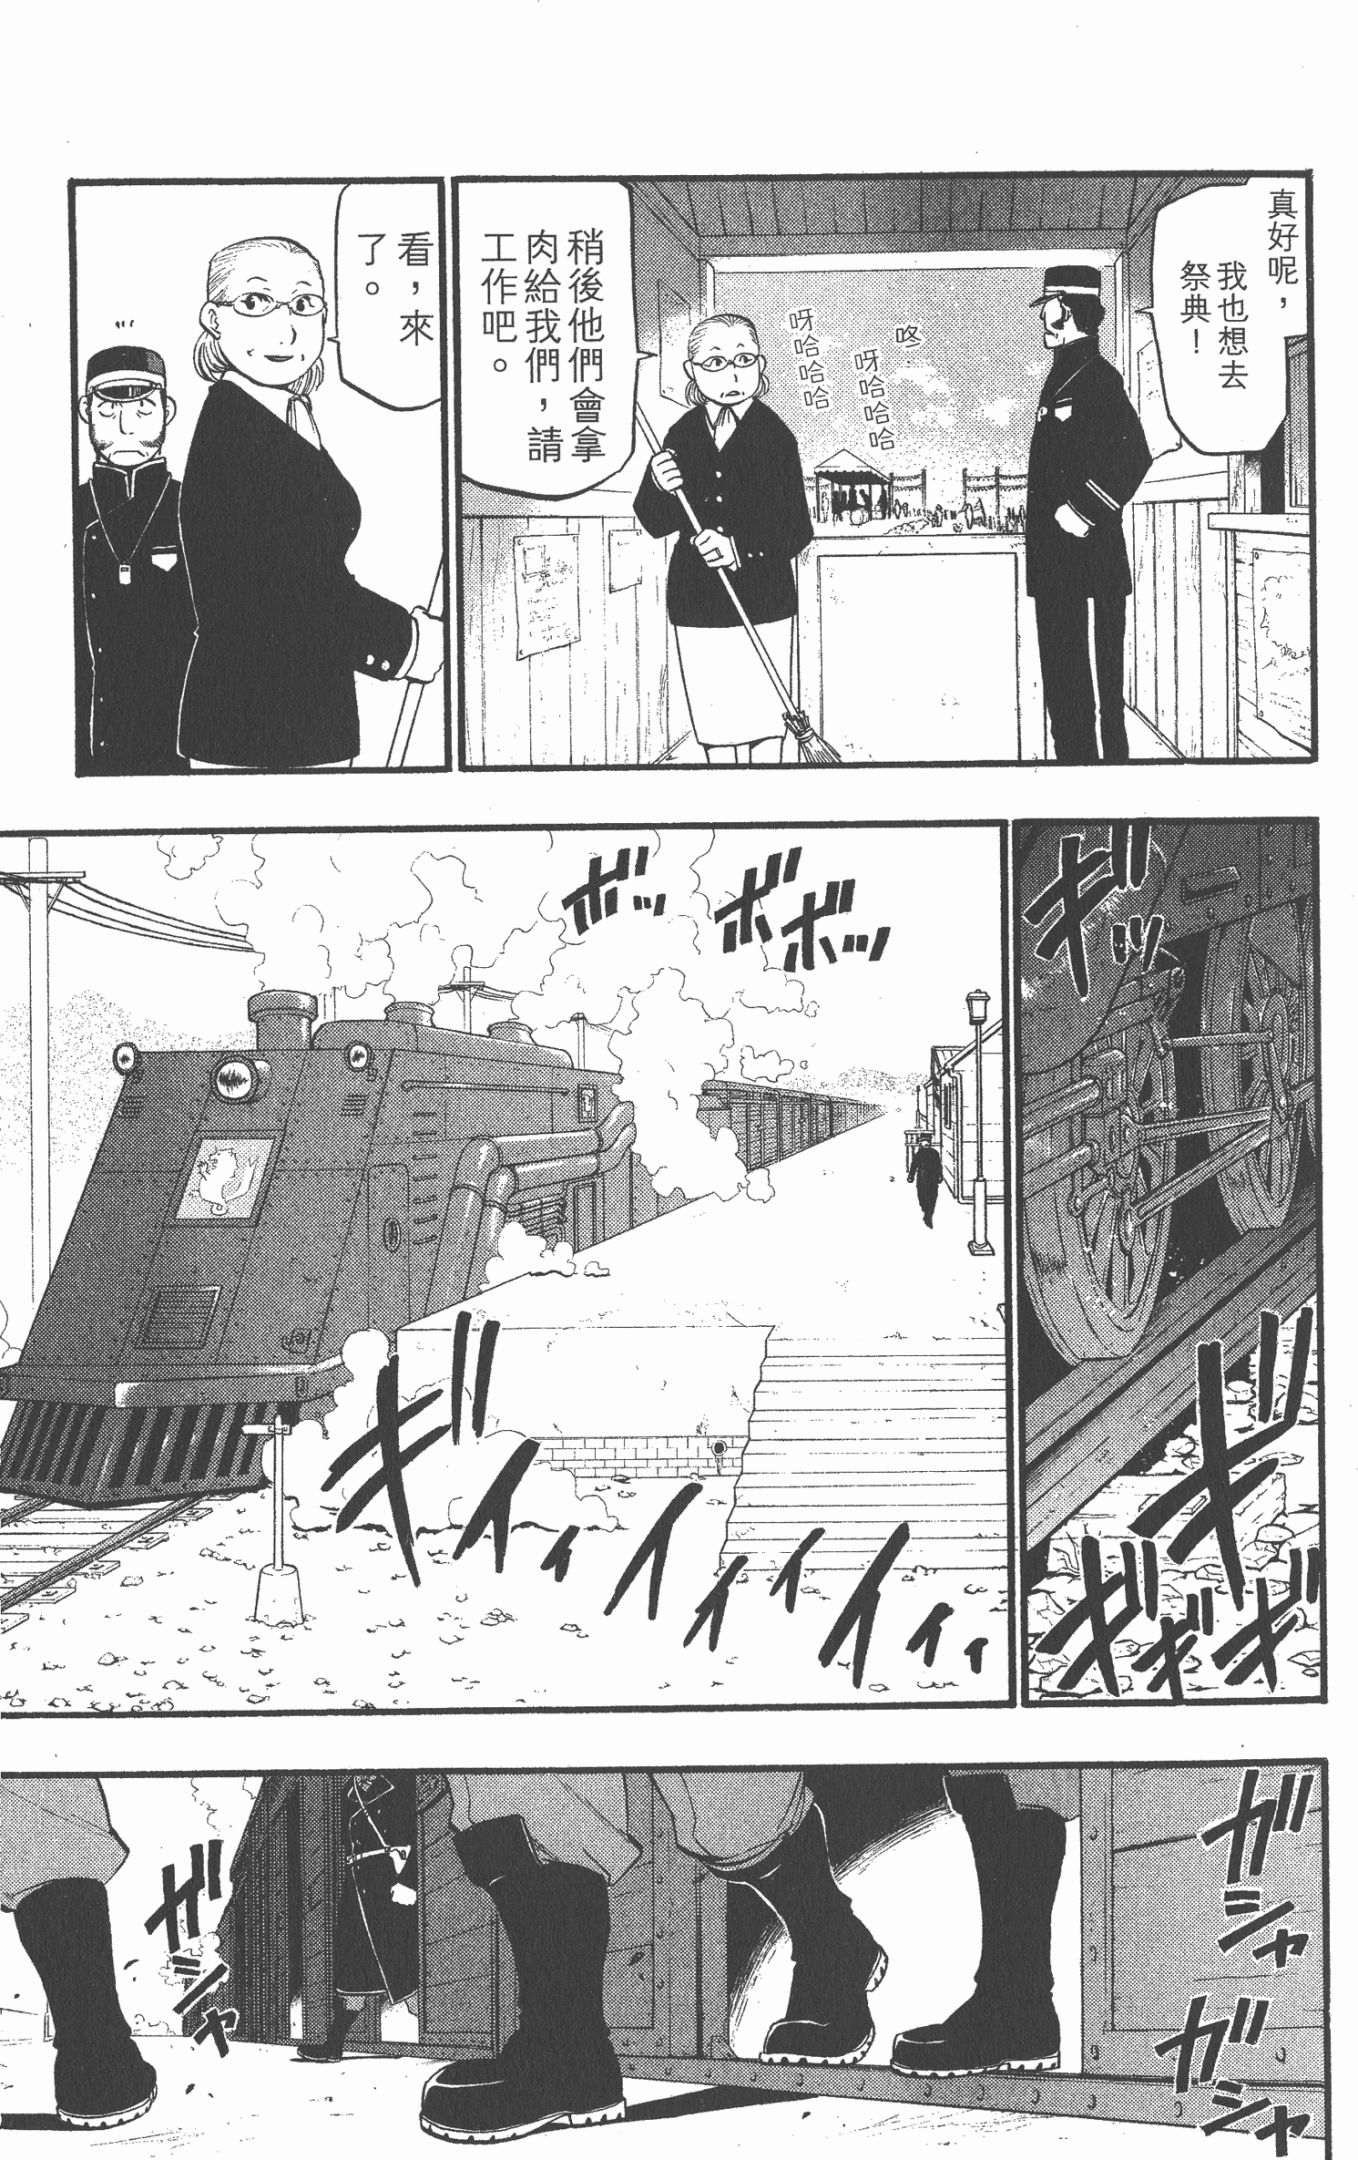 真好呢，
我也想去
祭典！
咚
呀哈哈哈
呀哈哈哈
稍後他們會拿
肉給我們，請
工作吧。
看，來
了。
ギッ
ギギギギ
ボッ
ボボッ
ギイィィイィィイィィ
ガシャ
ガシャ
ガシャ